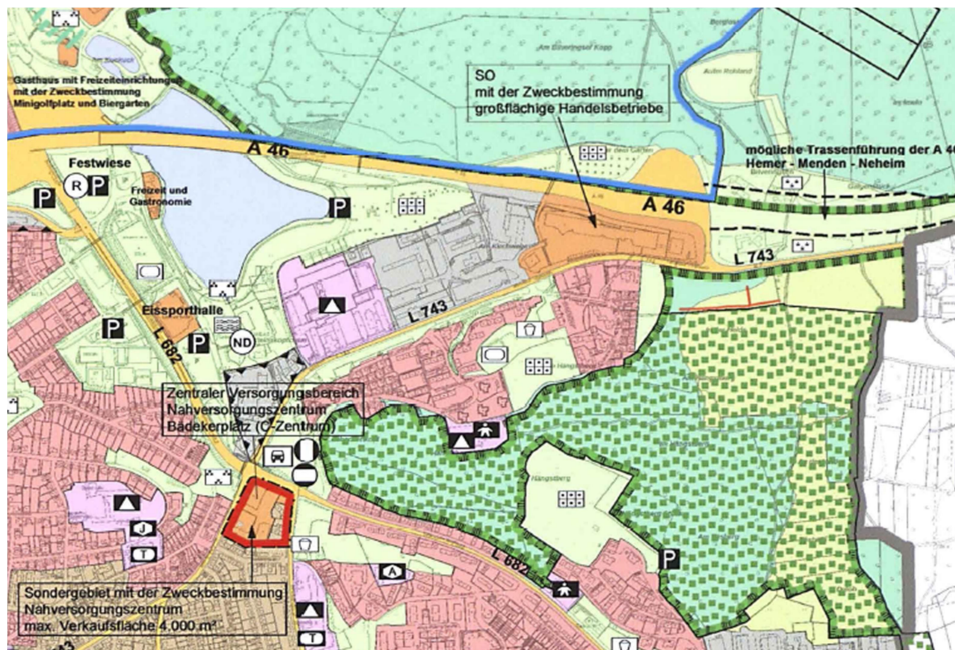 Gasthaus mit Freizeiteinrichtungen
mit der Zweckbestimmung
Minigolfplatz und Biergarten
SO
mit der Zweckbestimmung
großflächige Handelsbetriebe
A 46
mögliche Trassenführung der A 46
Hemer - Menden - Neheim
Festwiese
R
P
P
P
Freizeit und
Gastronomie
P
A 46
L 743
L 743
Eissporthalle
P
P
ND
L 682
Zentraler Versorgungsbereich
Nahversorgungszentrum
Bädekerplatz (C-Zentrum)
J
T
L 682
P
A
Sondergebiet mit der Zweckbestimmung
Nahversorgungszentrum
max. Verkaufsfläche 4.000 m²
T